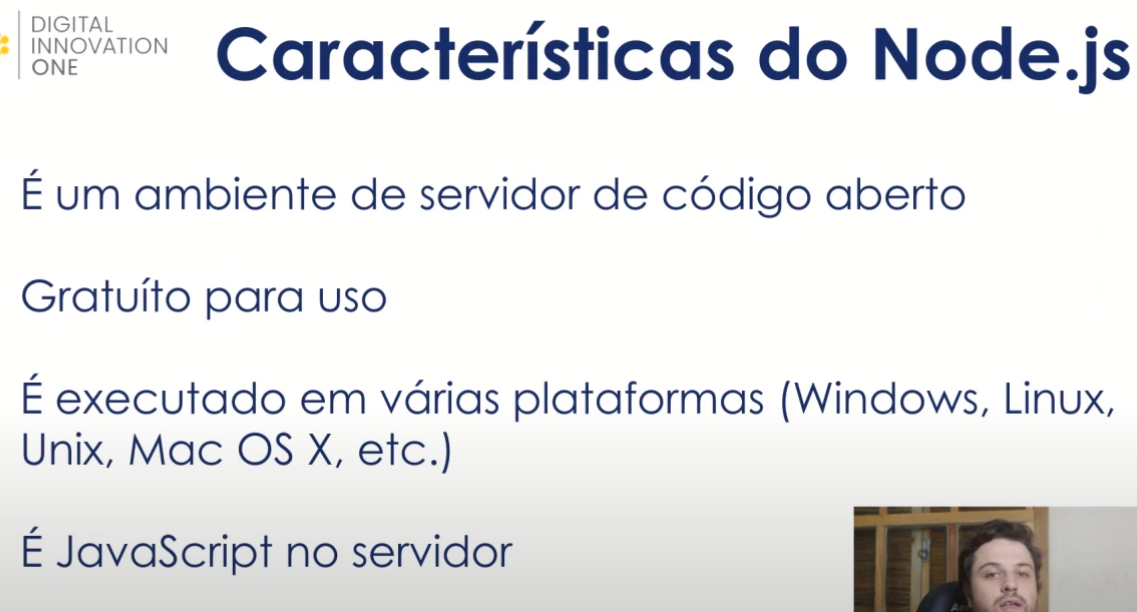 DIGITAL
INNOVATION
ONE
Características do Node.js
É um ambiente de servidor de código aberto
Gratuíto para uso
É executado em várias plataformas (Windows, Linux,
Unix, Mac OS X, etc.)
É JavaScript no servidor